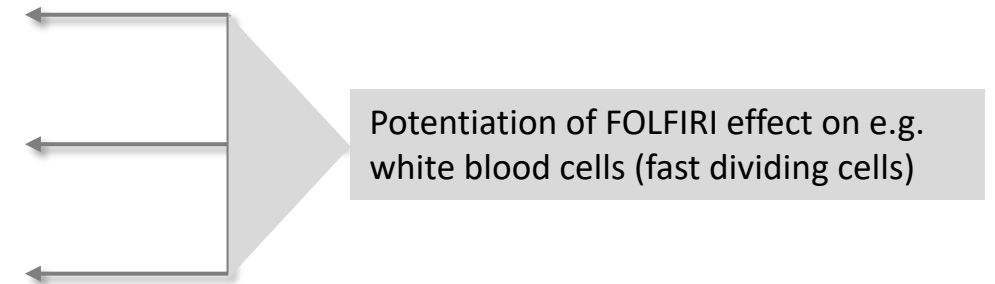 Potentiation of FOLFIRI effect on e.g.
white blood cells (fast dividing cells)